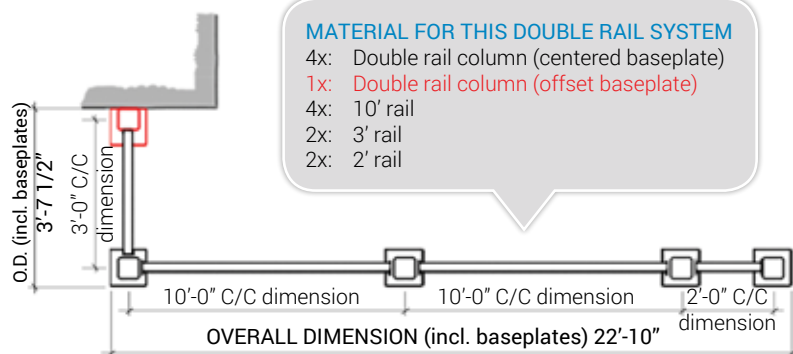 MATERIAL FOR THIS DOUBLE RAIL SYSTEM
4x: Double rail column (centered baseplate)
1x: Double rail column (offset baseplate)
4x: 10’ rail
2x: 3’ rail
2x: 2’ rail
O.D. (incl. baseplates)
3’-7 1/2”
3’-0” C/C
dimension
10’-0” C/C dimension
10’-0” C/C dimension
2’-0” C/C
dimension
OVERALL DIMENSION (incl. baseplates) 22’-10”